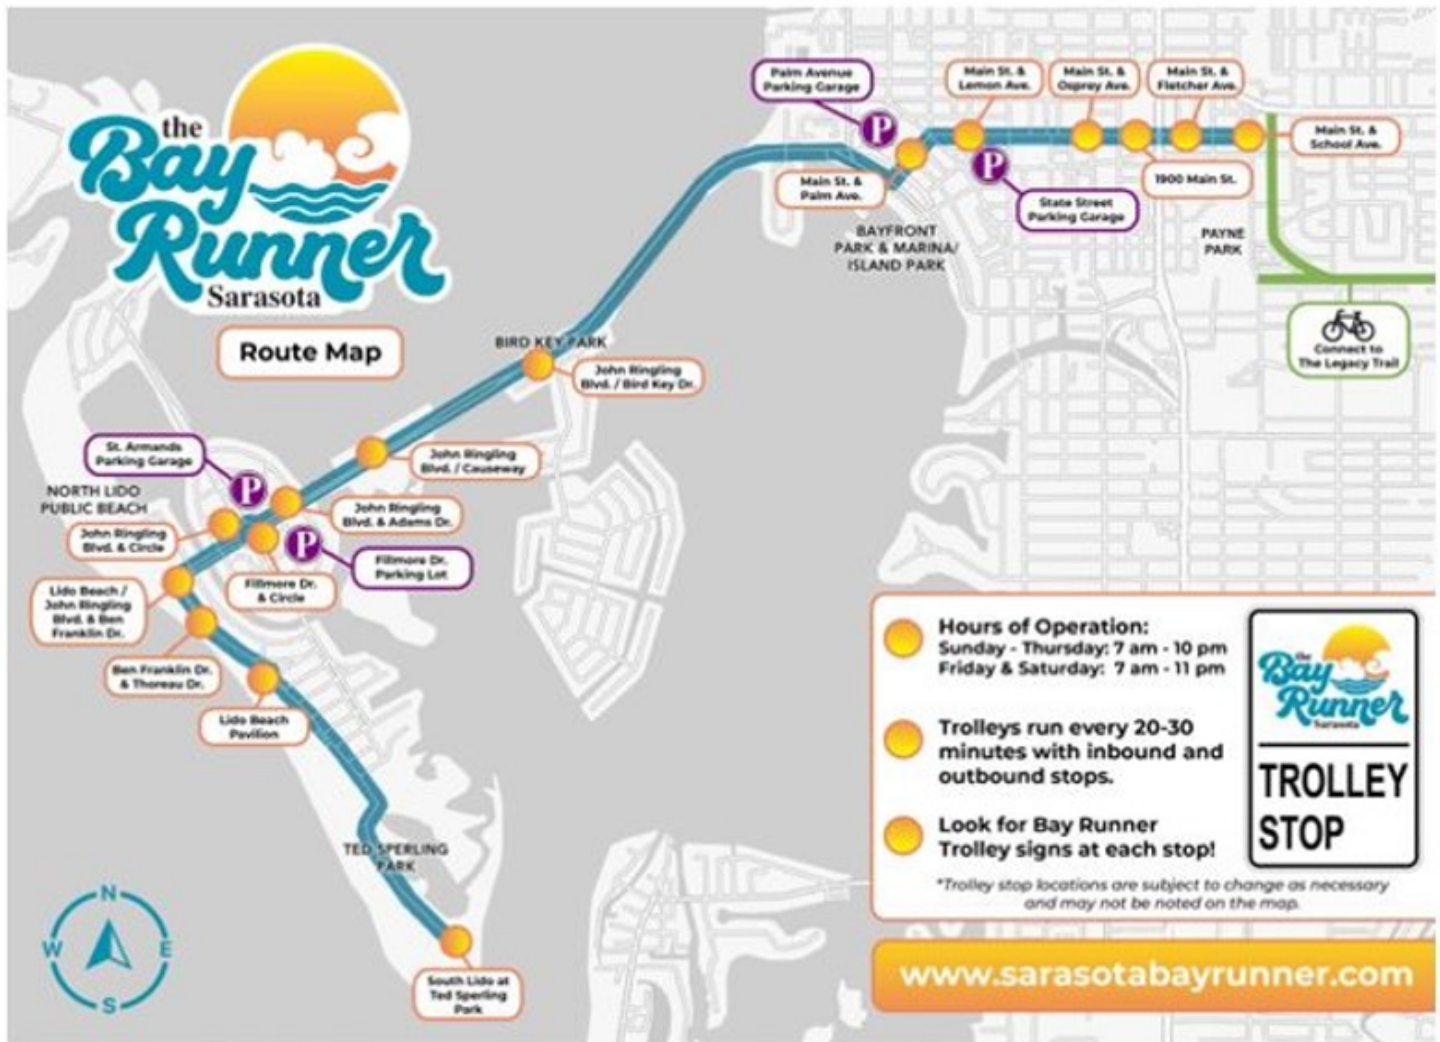 the
Bay
Runner
Sarasota
Route Map
Palm Avenue
Parking Garage
P
Main St. &
Lemon Ave.
Main St. &
Osprey Ave.
Main St. &
Fletcher Ave.
Main St. &
School Ave.
Main St. &
Palm Ave.
P
State Street
Parking Garage
1900 Main St.
BAYFRONT
PARK & MARINA/
ISLAND PARK
PAYNE
PARK
Connect to
The Legacy Trail
BIRD KEY PARK
John Ringling
Blvd. / Bird Key Dr.
John Ringling
Blvd. / Causeway
St. Armands
Parking Garage
P
NORTH LIDO
PUBLIC BEACH
John Ringling
Blvd. & Adams Dr.
John Ringling
Blvd. & Circle
P
Fillmore Dr.
Parking Lot
Fillmore Dr.
& Circle
Lido Beach /
John Ringling
Blvd. & Ben
Franklin Dr.
Ben Franklin Dr.
& Thoreau Dr.
Lido Beach
Pavilion
TED SPERLING
PARK
South Lido at
Ted Sperling
Park
N
W
E
S
Hours of Operation:
Sunday - Thursday: 7 am - 10 pm
Friday & Saturday: 7 am - 11 pm
Trolleys run every 20-30
minutes with inbound and
outbound stops.
Look for Bay Runner
Trolley signs at each stop!
*Trolley stop locations are subject to change as necessary
and may not be noted on the map.
the
Bay
Runner
Sarasota
TROLLEY
STOP
www.sarasotabayrunner.com